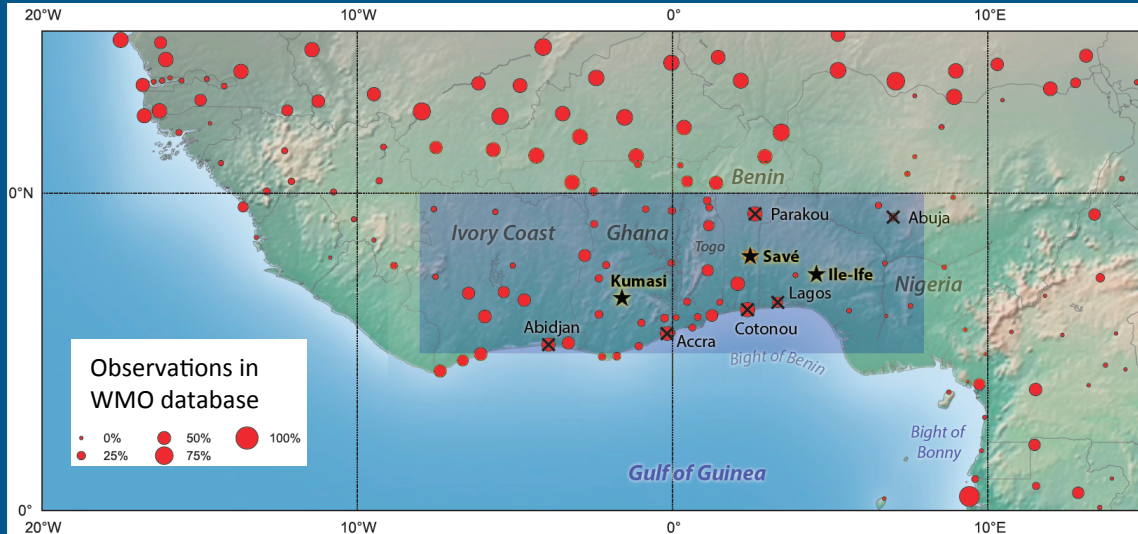 20°W
10°W
0°
10°E
Benin
0°N
Parakou
Abuja
Ivory Coast
Ghana
Togo
Savé
Ile-Ife
Kumasi
Nigeria
Lagos
Abidjan
Cotonou
Accra
Bight of Benin
Observations in
WMO database
0%
50%
100%
25%
75%
Bight of
Bonny
Gulf of Guinea
0°
20°W
10°W
0°
10°E